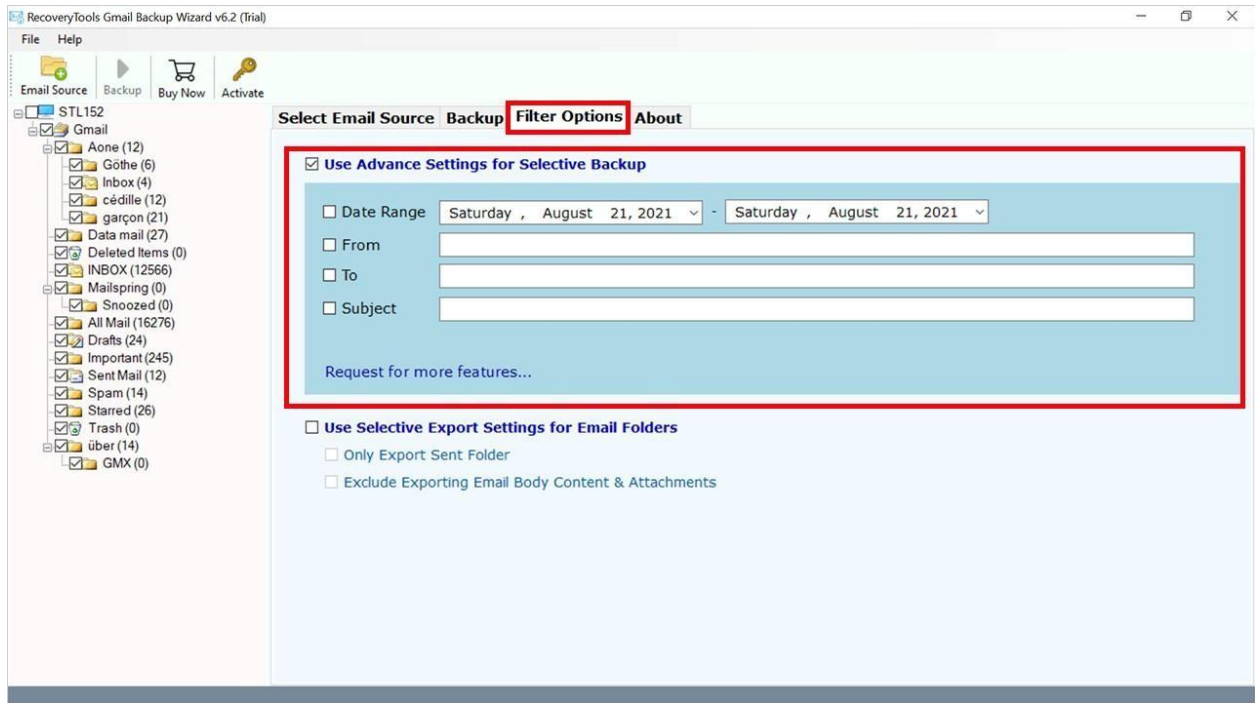 RecoveryTools Gmail Backup Wizard v6.2 (Trial)
File Help
Email Source Backup Buy Now Activate
STL152
Gmail
Aone (12)
Göthe (6)
Inbox (4)
cédille (12)
garçon (21)
Data mail (27)
Deleted Items (0)
INBOX (12566)
Mailspring (0)
Snoozed (0)
All Mail (16276)
Drafts (24)
Important (245)
Sent Mail (12)
Spam (14)
Starred (26)
Trash (0)
über (14)
GMX (0)
Select Email Source Backup Filter Options About
Use Advance Settings for Selective Backup
Date Range Saturday , August 21, 2021 - Saturday , August 21, 2021
From
To
Subject
Request for more features...
Use Selective Export Settings for Email Folders
Only Export Sent Folder
Exclude Exporting Email Body Content & Attachments